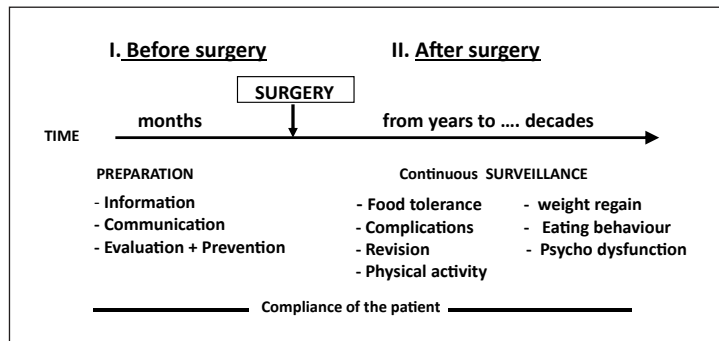 I. Before surgery
II. After surgery
SURGERY
months
from years to .... decades
TIME
PREPARATION
- Information
- Communication
- Evaluation + Prevention
Continuous SURVEILLANCE
- Food tolerance
- Complications
- Revision
- Physical activity
- weight regain
- Eating behaviour
- Psycho dysfunction
Compliance of the patient